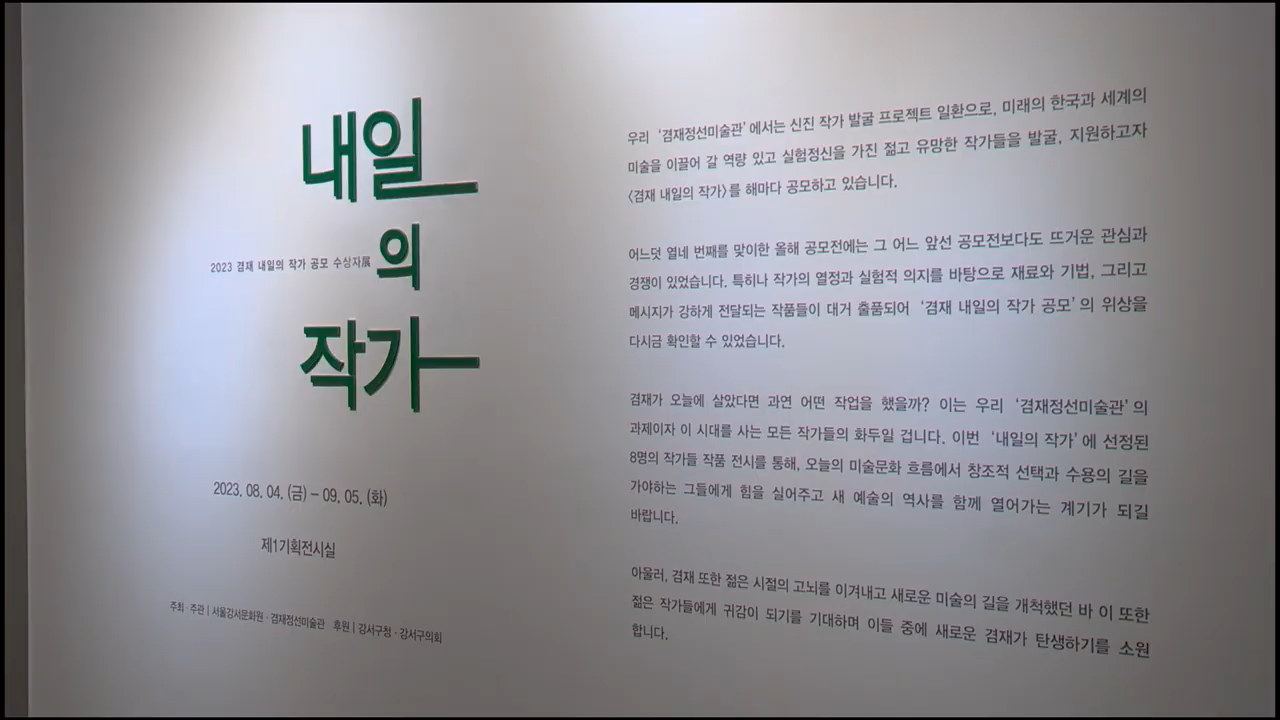 내일
의
2023 겸재 내일의 작가 공모 수상자展
작가
2023. 08. 04. (금) – 09. 05. (화)
제1기획전시실
주최 · 주관 | 서울강서문화원 · 겸재정선미술관 후원 | 강서구청 · 강서구의회
우리 ‘겸재정선미술관’에서는 신진 작가 발굴 프로젝트 일환으로, 미래의 한국과 세계의
미술을 이끌어 갈 역량 있고 실험정신을 가진 젊고 유망한 작가들을 발굴, 지원하고자
〈겸재 내일의 작가〉를 해마다 공모하고 있습니다.
어느덧 열네 번째를 맞이한 올해 공모전에는 그 어느 앞선 공모전보다도 뜨거운 관심과
경쟁이 있었습니다. 특히나 작가의 열정과 실험적 의지를 바탕으로 재료와 기법, 그리고
메시지가 강하게 전달되는 작품들이 대거 출품되어 ‘겸재 내일의 작가 공모’의 위상을
다시금 확인할 수 있었습니다.
겸재가 오늘에 살았다면 과연 어떤 작업을 했을까? 이는 우리 ‘겸재정선미술관’의
과제이자 이 시대를 사는 모든 작가들의 화두일 겁니다. 이번 ‘내일의 작가’에 선정된
8명의 작가들 작품 전시를 통해, 오늘의 미술문화 흐름에서 창조적 선택과 수용의 길을
가야하는 그들에게 힘을 실어주고 새 예술의 역사를 함께 열어가는 계기가 되길
바랍니다.
아울러, 겸재 또한 젊은 시절의 고뇌를 이겨내고 새로운 미술의 길을 개척했던 바 이 또한
젊은 작가들에게 귀감이 되기를 기대하며 이들 중에 새로운 겸재가 탄생하기를 소원
합니다.